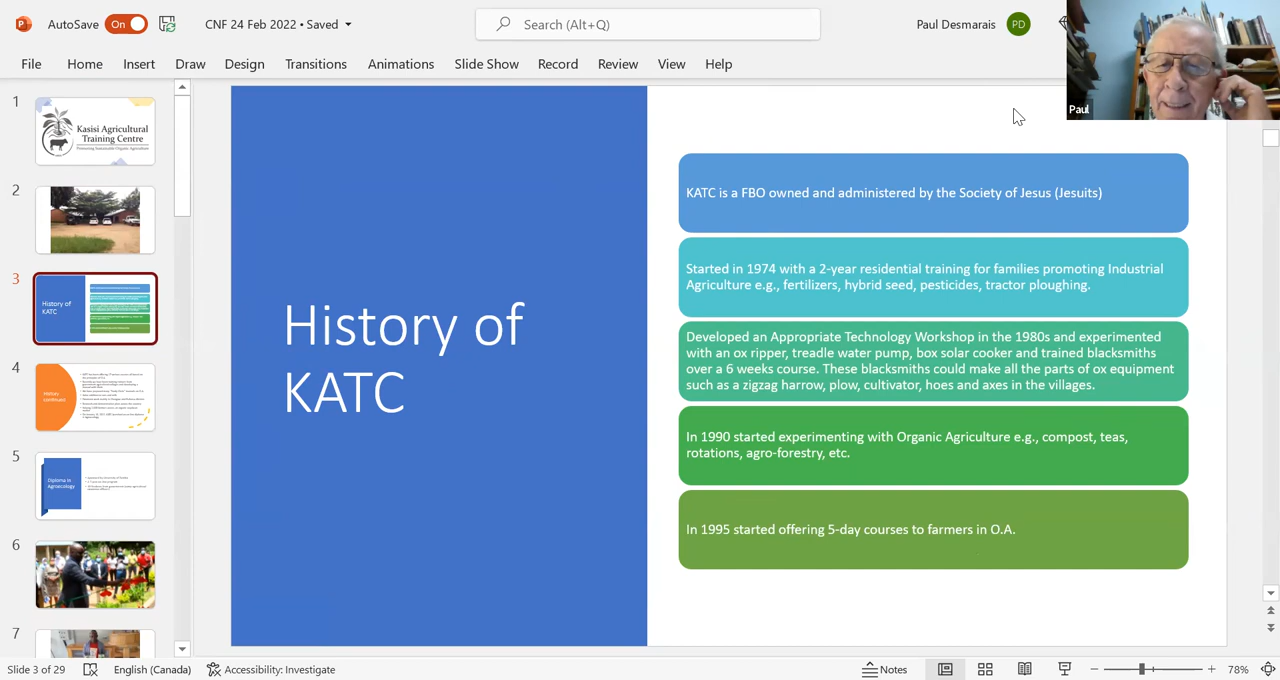 AutoSave On CNF 24 Feb 2022 • Saved Search (Alt+Q) Paul Desmarais PD
File Home Insert Draw Design Transitions Animations Slide Show Record Review View Help
Paul
1
Kasisi Agricultural
Training Centre
2
3
History of
KATC
4
History
continued
5
Diploma in
Agroecology
6
7
History of
KATC
KATC is a FBO owned and administered by the Society of Jesus (Jesuits)
Started in 1974 with a 2-year residential training for families promoting Industrial
Agriculture e.g., fertilizers, hybrid seed, pesticides, tractor ploughing.
Developed an Appropriate Technology Workshop in the 1980s and experimented
with an ox ripper, treadle water pump, box solar cooker and trained blacksmiths
over a 6 weeks course. These blacksmiths could make all the parts of ox equipment
such as a zigzag harrow, plow, cultivator, hoes and axes in the villages.
In 1990 started experimenting with Organic Agriculture e.g., compost, teas,
rotations, agro-forestry, etc.
In 1995 started offering 5-day courses to farmers in O.A.
Slide 3 of 29 English (Canada) Accessibility: Investigate Notes 78%